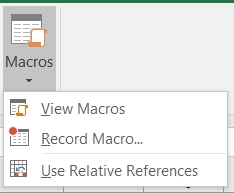 Macros
View Macros
Record Macro...
Use Relative References